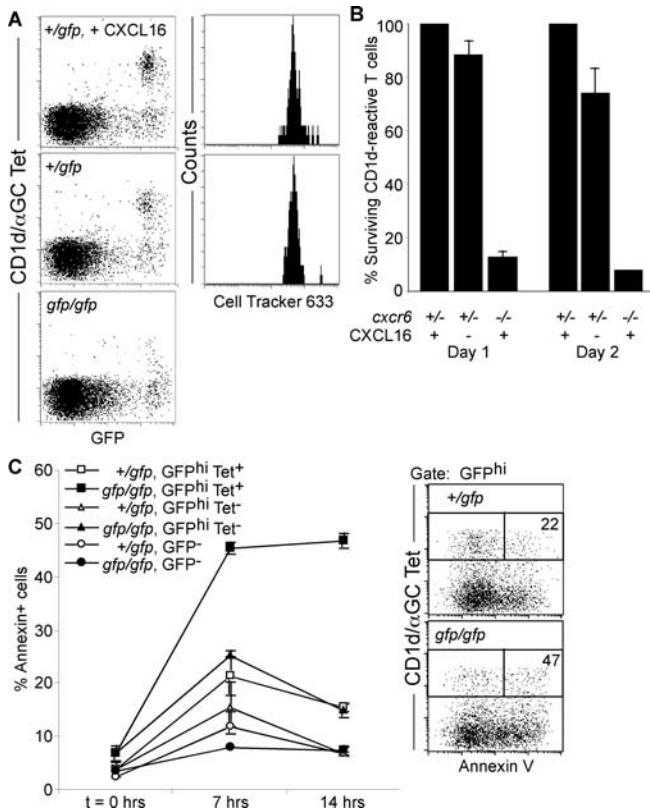 A
+/gfp, + CXCL16
+/gfp
gfp/gfp
CD1d/αGC Tet
GFP
Counts
Cell Tracker 633
B
% Surviving CD1d-reactive T cells
100
80
60
40
20
0
cxcr6 +/- +/- -/- +/- +/- -/-
CXCL16 + - + + - +
Day 1 Day 2
C
+/gfp, GFPhi Tet+
gfp/gfp, GFPhi Tet+
+/gfp, GFPhi Tet-
gfp/gfp, GFPhi Tet-
+/gfp, GFP-
gfp/gfp, GFP-
% Annexin+ cells
60
50
40
30
20
10
0
t = 0 hrs 7 hrs 14 hrs
Gate: GFPhi
+/gfp
22
gfp/gfp
47
CD1d/αGC Tet
Annexin V